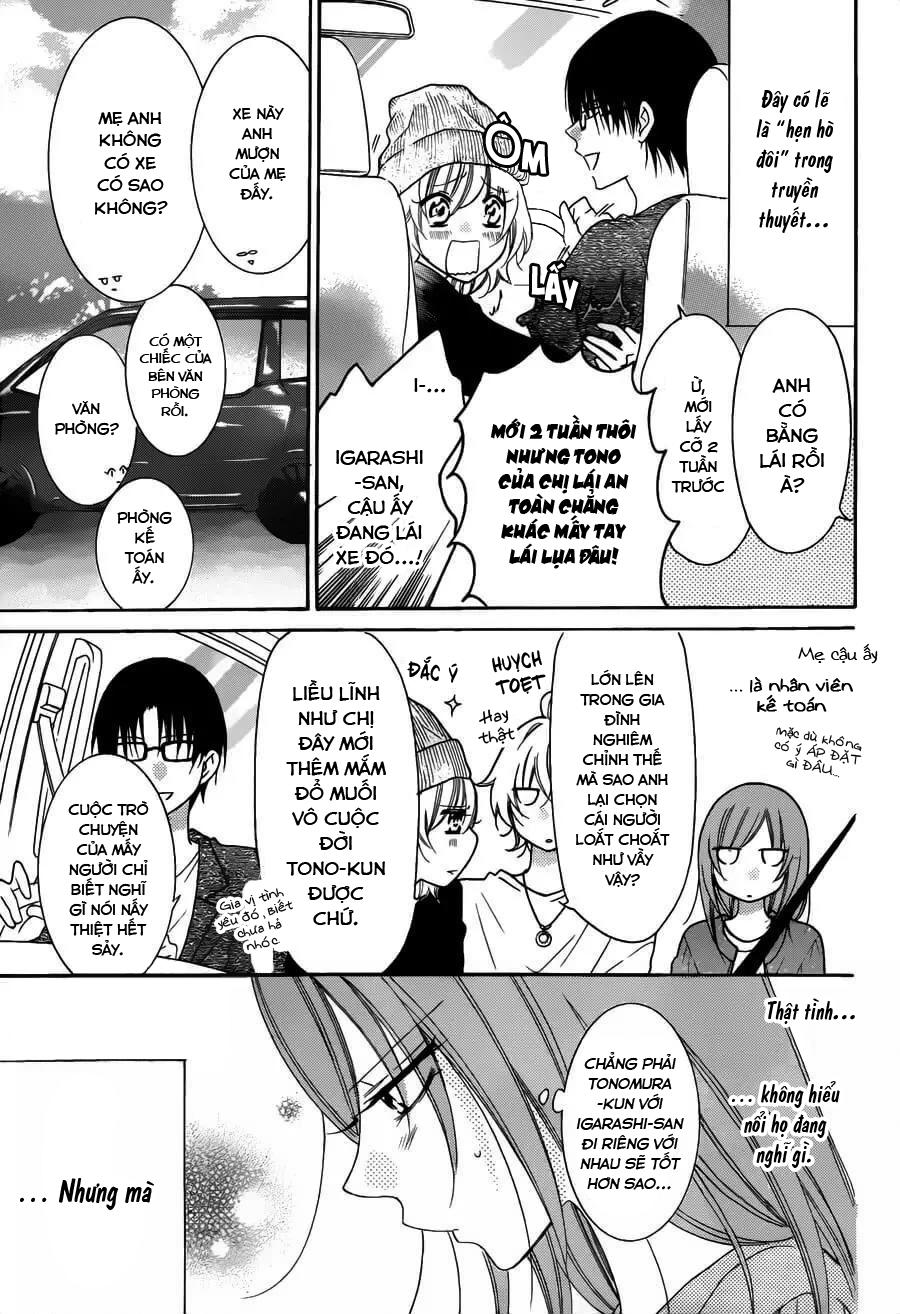 Đây có lẽ
là "hẹn hò
đôi" trong
truyền
thuyết...
ÔM
LẤY
ANH
CÓ
BẰNG
LÁI RỒI
À?
Ừ, MỚI
LẤY
CỠ 2
TUẦN
TRƯỚC
MỚI 2 TUẦN THÔI
NHƯNG TONO
CỦA CHỊ LÁI AN
TOÀN CHẲNG
KHÁC MẤY TAY
LÁI LỤA ĐÂU!
I-...
IGARASHI
-SAN,
CẬU ẤY
ĐANG LÁI
XE ĐÓ...!
XE NÀY
ANH
MƯỢN
CỦA MẸ
ĐẤY.
MẸ ANH
KHÔNG
CÓ XE
CÓ SAO
KHÔNG?
CÓ MỘT
CHIẾC CỦA
BÊN VĂN
PHÒNG
RỒI.
VĂN
PHÒNG?
PHÒNG
KẾ
TOÁN
ẤY.
Mẹ cậu ấy
... là nhân viên
kế toán
Mặc dù không
có ý ÁP ĐẶT
gì ĐÂU...
LỚN LÊN
TRONG GIA
ĐÌNH
NGHIÊM
CHỈNH THẾ
MÀ SAO ANH
LẠI CHỌN
CÁI NGƯỜI
LOẮT CHOẮT
NHƯ VẦY
VẬY?
HUỴCH
TOẸT
Hay
thật
ĐẮC Ý
LIỀU LĨNH
NHƯ CHỊ
ĐÂY MỚI
THÊM MẮM
ĐỔ MUỐI
VÔ CUỘC
ĐỜI
TONO-KUN
ĐƯỢC
CHỨ.
Gia vị tình
yêu đó, biết
chưa hả
nhóc
CUỘC TRÒ
CHUYỆN
CỦA MẤY
NGƯỜI CHỈ
BIẾT NGHĨ
GÌ NÓI NẤY
THIỆT HẾT
SẢY.
Thật tình...
... không hiểu
nổi họ đang
nghĩ gì.
CHẲNG PHẢI
TONOMURA
-KUN VỚI
IGARASHI-SAN
ĐI RIÊNG VỚI
NHAU SẼ TỐT
HƠN SAO...
... Nhưng mà